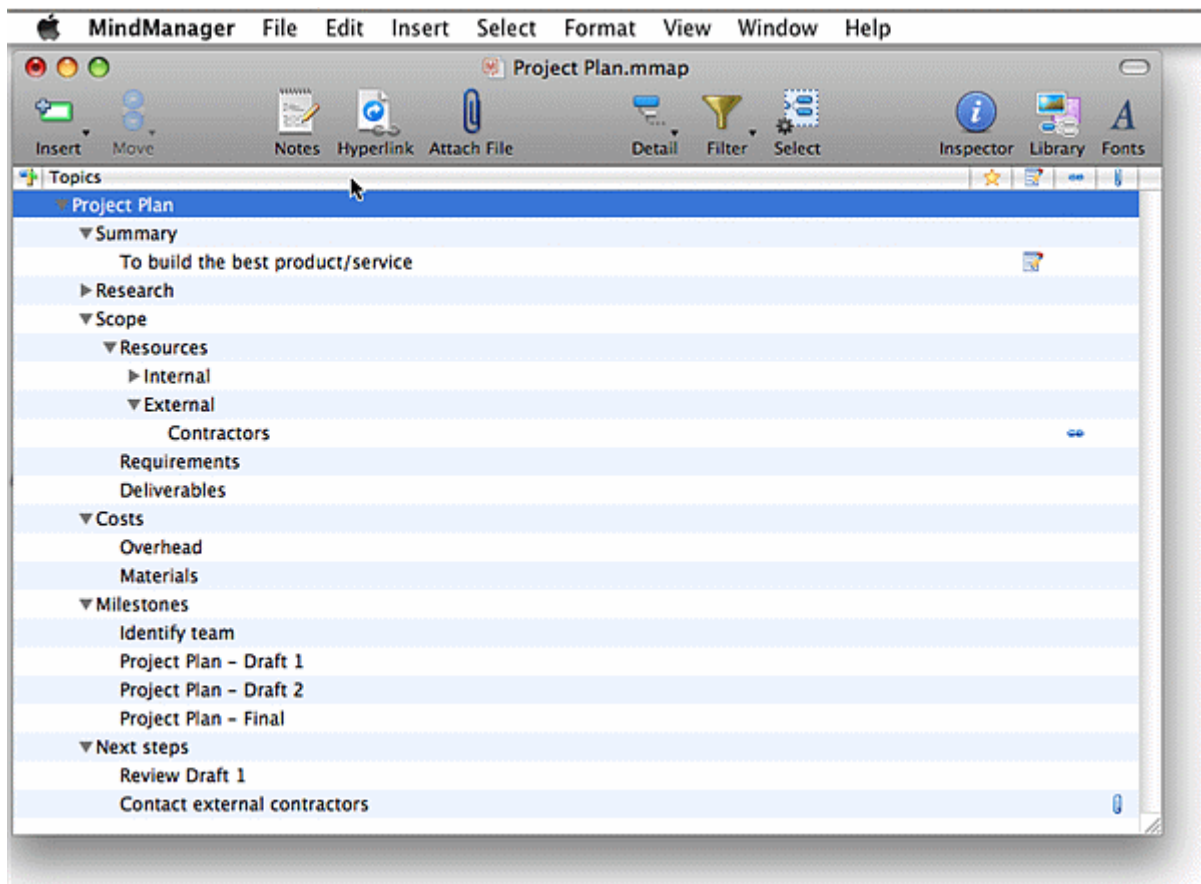 MindManager File Edit Insert Select Format View Window Help
Project Plan.mmap
Insert Move Notes Hyperlink Attach File Detail Filter Select Inspector Library Fonts
Topics
Project Plan
Summary
To build the best product/service
Research
Scope
Resources
Internal
External
Contractors
Requirements
Deliverables
Costs
Overhead
Materials
Milestones
Identify team
Project Plan – Draft 1
Project Plan – Draft 2
Project Plan – Final
Next steps
Review Draft 1
Contact external contractors